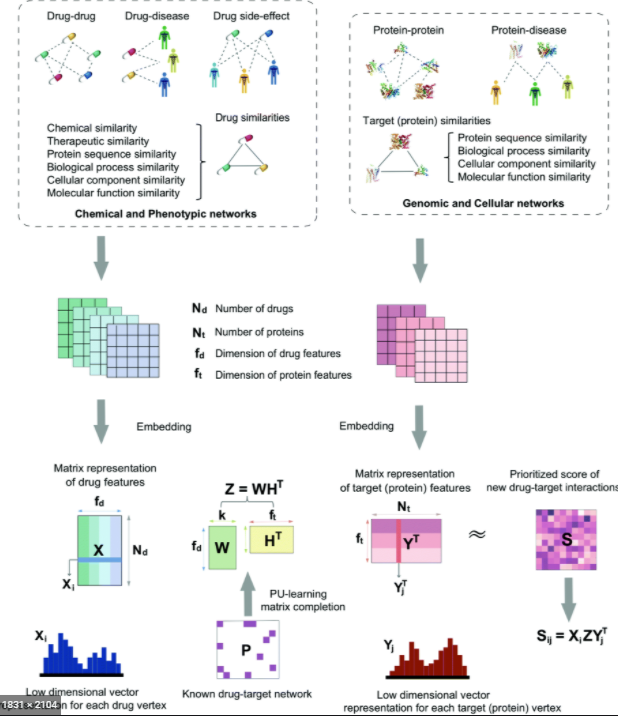 Drug-drug
Drug-disease
Drug side-effect
Chemical similarity
Therapeutic similarity
Protein sequence similarity
Biological process similarity
Cellular component similarity
Molecular function similarity
Drug similarities
Chemical and Phenotypic networks
Protein-protein
Protein-disease
Target (protein) similarities
Protein sequence similarity
Biological process similarity
Cellular component similarity
Molecular function similarity
Genomic and Cellular networks
Nd Number of drugs
Nt Number of proteins
fd Dimension of drug features
ft Dimension of protein features
Embedding
Embedding
Matrix representation
of drug features
fd
X
Nd
Xi
Z = WHT
k
ft
fd
W
HT
PU-learning
matrix completion
P
Known drug-target network
Matrix representation
of target (protein) features
Nt
ft
YT
YjT
≈
Prioritized score of
new drug-target interactions
S
Sij = XiZYjT
Xi
Low dimensional vector
on for each drug vertex
Yj
Low dimensional vector
representation for each target (protein) vertex
1831 × 2104